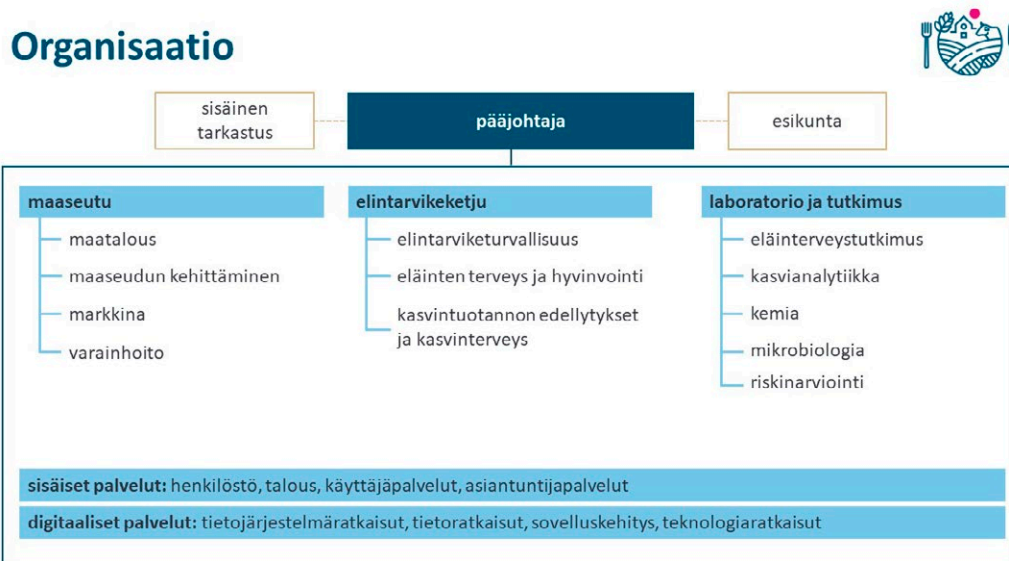 Organisaatio
sisäinen
tarkastus
pääjohtaja
esikunta
maaseutu
maatalous
maaseudun kehittäminen
markkina
varainhoito
elintarvikeketju
elintarviketurvallisuus
eläinten terveys ja hyvinvointi
kasvintuotannon edellytykset
ja kasvinterveys
laboratorio ja tutkimus
eläinterveystutkimus
kasvianalytiikka
kemia
mikrobiologia
riskinarviointi
sisäiset palvelut: henkilöstö, talous, käyttäjäpalvelut, asiantuntijapalvelut
digitaaliset palvelut: tietojärjestelmäratkaisut, tietoratkaisut, sovelluskehitys, teknologiaratkaisut